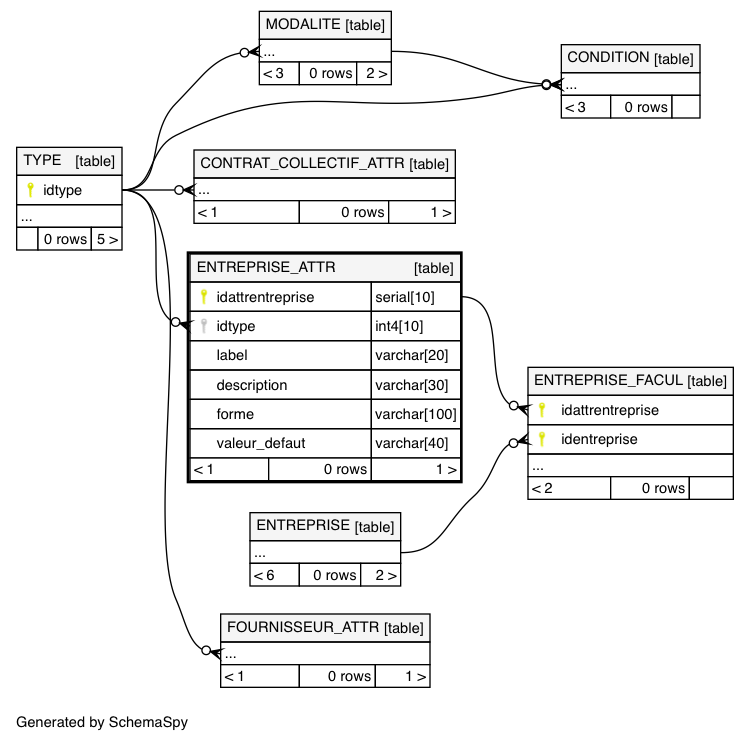 MODALITE [table]
...
< 3 0 rows 2 >
CONDITION [table]
...
< 3 0 rows
TYPE [table]
idtype
...
0 rows 5 >
CONTRAT_COLLECTIF_ATTR [table]
...
< 1 0 rows 1 >
ENTREPRISE_ATTR [table]
idattrentreprise serial[10]
idtype int4[10]
label varchar[20]
description varchar[30]
forme varchar[100]
valeur_defaut varchar[40]
< 1 0 rows 1 >
ENTREPRISE_FACUL [table]
idattrentreprise
identreprise
...
< 2 0 rows
ENTREPRISE [table]
...
< 6 0 rows 2 >
FOURNISSEUR_ATTR [table]
...
< 1 0 rows 1 >
Generated by SchemaSpy